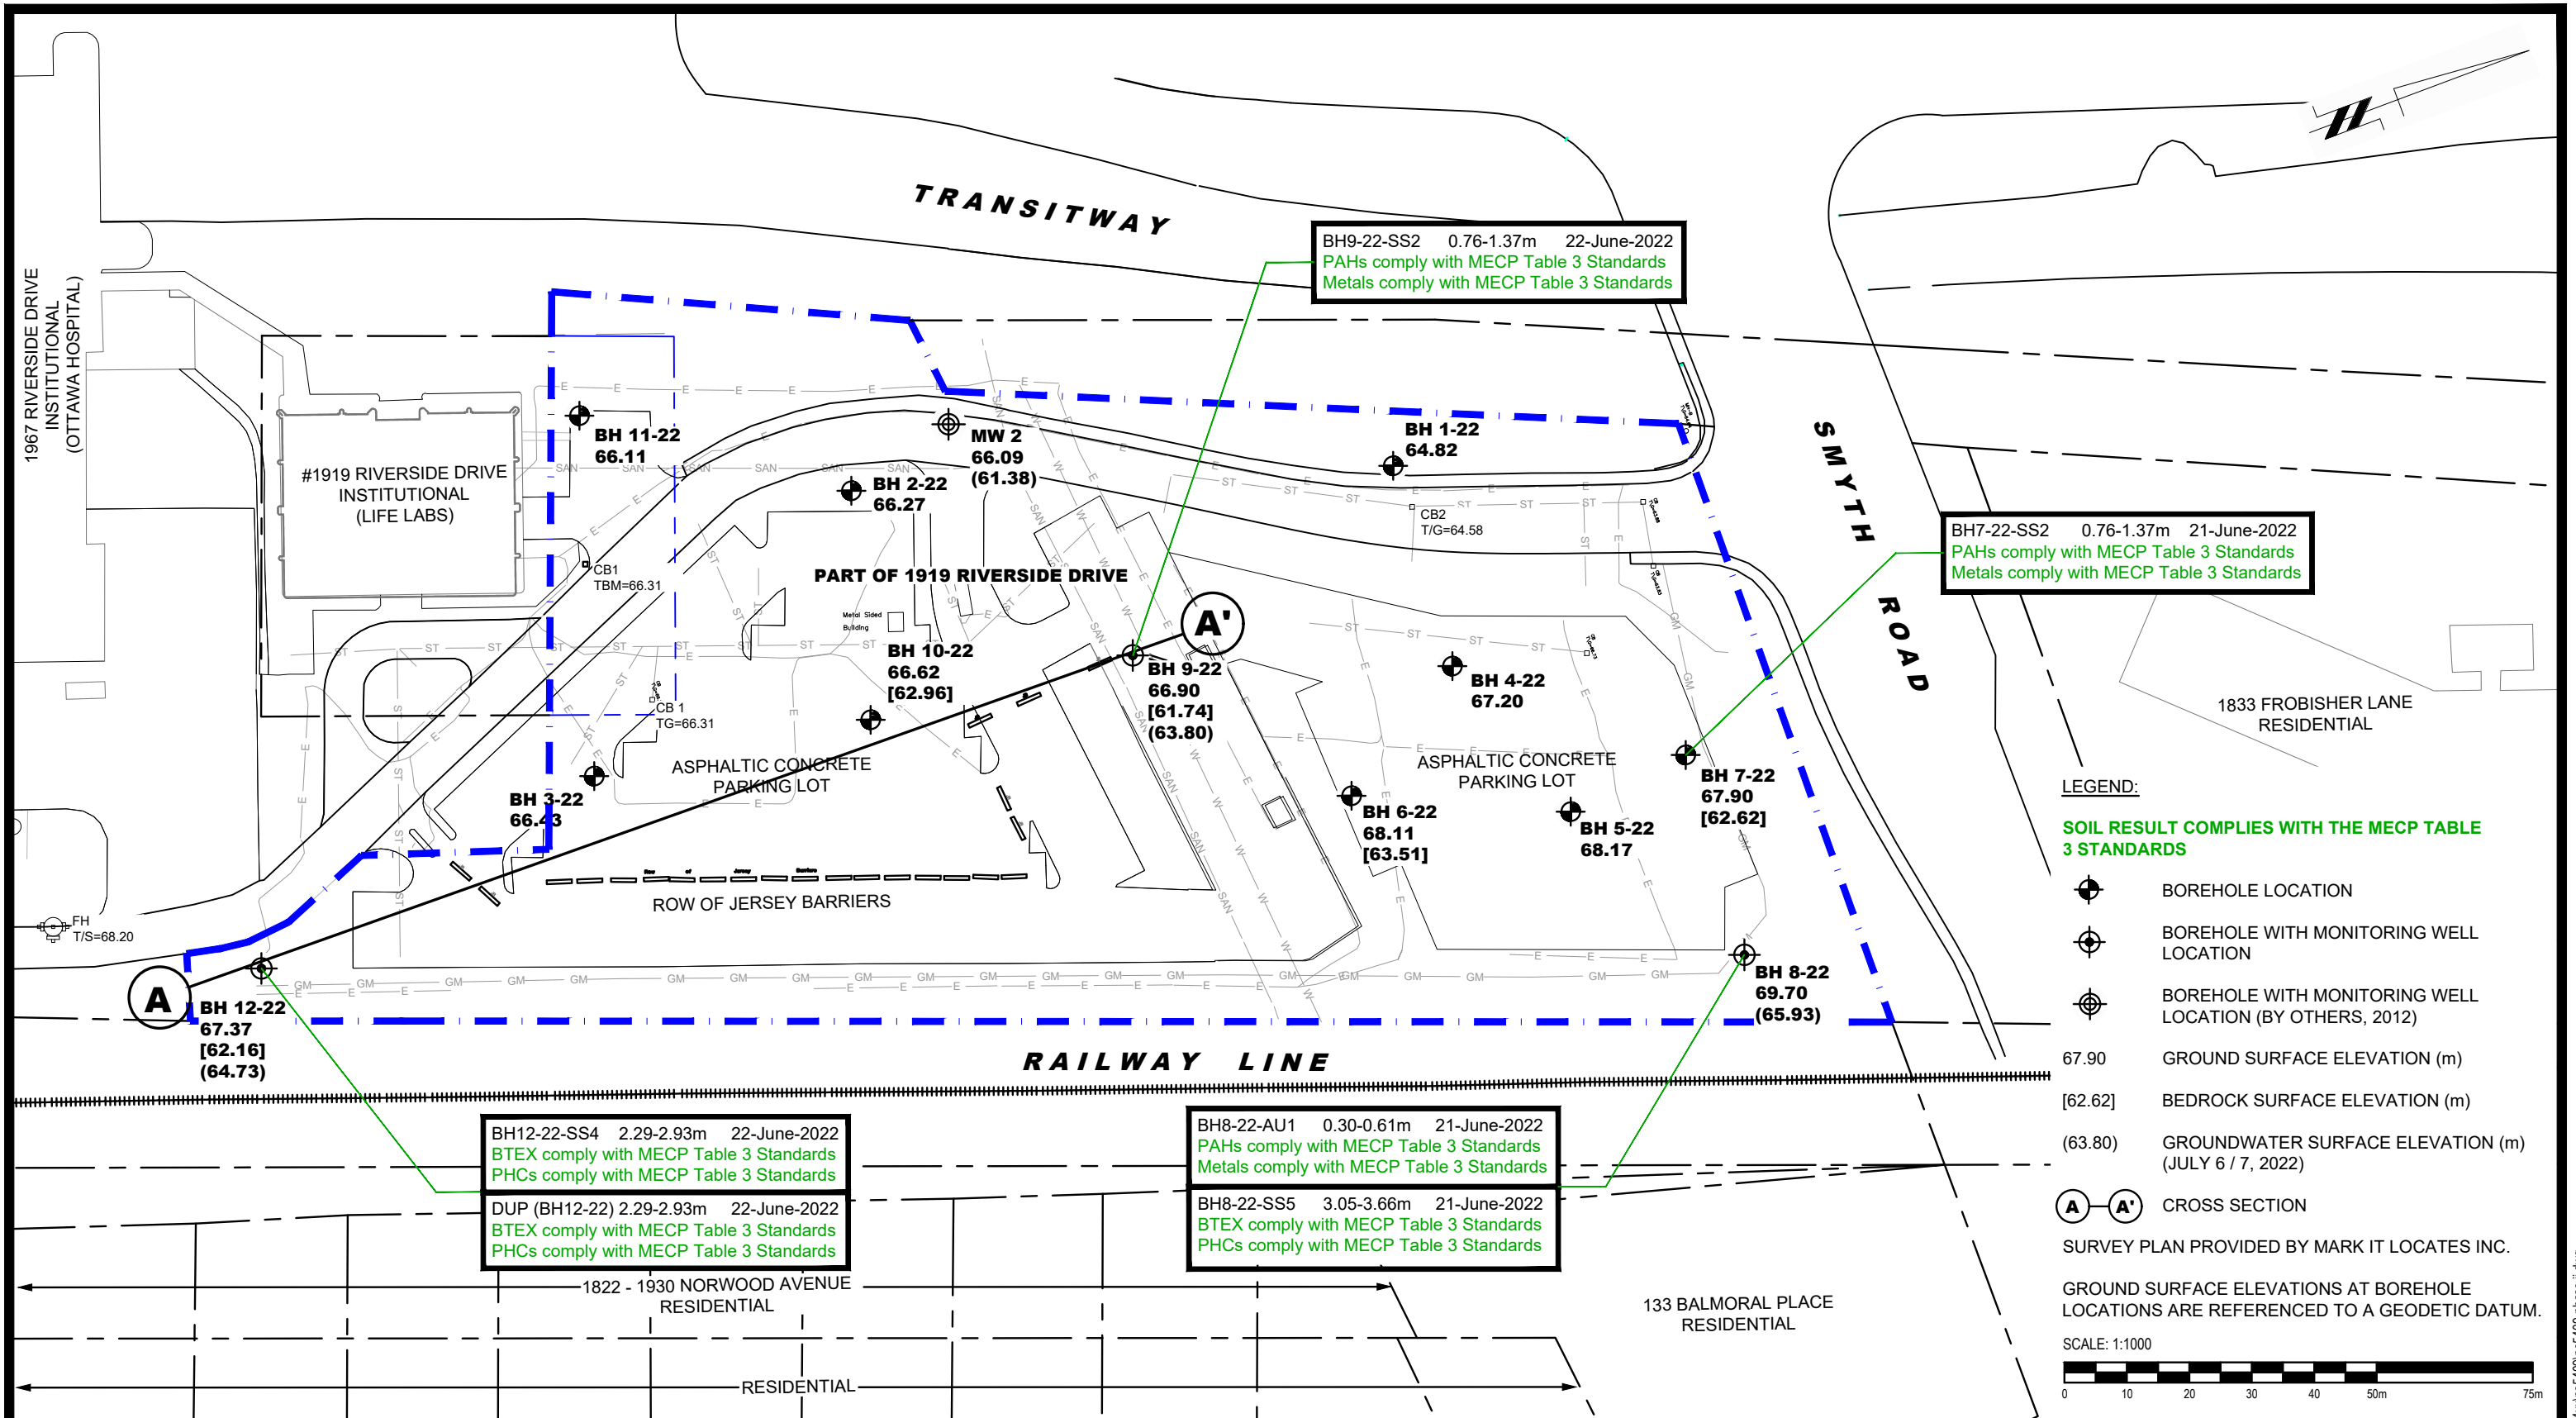 TRANSITWAY
BH9-22-SS2 0.76-1.37m 22-June-2022
PAHs comply with MECP Table 3 Standards
Metals comply with MECP Table 3 Standards
1967 RIVERSIDE DRIVE
INSTITUTIONAL
(OTTAWA HOSPITAL)
#1919 RIVERSIDE DRIVE
INSTITUTIONAL
(LIFE LABS)
BH 11-22
66.11
MW 2
66.09
(61.38)
BH 1-22
64.82
BH 2-22
66.27
CB2
T/G=64.58
SMYTH ROAD
BH7-22-SS2 0.76-1.37m 21-June-2022
PAHs comply with MECP Table 3 Standards
Metals comply with MECP Table 3 Standards
CB1
TBM=66.31
PART OF 1919 RIVERSIDE DRIVE
Metal Sided
Building
A'
BH 10-22
66.62
[62.96]
BH 9-22
66.90
[61.74]
(63.80)
BH 4-22
67.20
1833 FROBISHER LANE
RESIDENTIAL
CB 1
TG=66.31
ASPHALTIC CONCRETE
PARKING LOT
ASPHALTIC CONCRETE
PARKING LOT
BH 3-22
66.43
BH 6-22
68.11
[63.51]
BH 5-22
68.17
BH 7-22
67.90
[62.62]
Row of Jersey Barriers
ROW OF JERSEY BARRIERS
FH
T/S=68.20
A
BH 12-22
67.37
[62.16]
(64.73)
BH 8-22
69.70
(65.93)
RAILWAY LINE
BH12-22-SS4 2.29-2.93m 22-June-2022
BTEX comply with MECP Table 3 Standards
PHCs comply with MECP Table 3 Standards
DUP (BH12-22) 2.29-2.93m 22-June-2022
BTEX comply with MECP Table 3 Standards
PHCs comply with MECP Table 3 Standards
BH8-22-AU1 0.30-0.61m 21-June-2022
PAHs comply with MECP Table 3 Standards
Metals comply with MECP Table 3 Standards
BH8-22-SS5 3.05-3.66m 21-June-2022
BTEX comply with MECP Table 3 Standards
PHCs comply with MECP Table 3 Standards
1822 - 1930 NORWOOD AVENUE
RESIDENTIAL
133 BALMORAL PLACE
RESIDENTIAL
RESIDENTIAL
LEGEND:
SOIL RESULT COMPLIES WITH THE MECP TABLE
3 STANDARDS
BOREHOLE LOCATION
BOREHOLE WITH MONITORING WELL
LOCATION
BOREHOLE WITH MONITORING WELL
LOCATION (BY OTHERS, 2012)
67.90 GROUND SURFACE ELEVATION (m)
[62.62] BEDROCK SURFACE ELEVATION (m)
(63.80) GROUNDWATER SURFACE ELEVATION (m)
(JULY 6 / 7, 2022)
A A' CROSS SECTION
SURVEY PLAN PROVIDED BY MARK IT LOCATES INC.
GROUND SURFACE ELEVATIONS AT BOREHOLE
LOCATIONS ARE REFERENCED TO A GEODETIC DATUM.
SCALE: 1:1000
0 10 20 30 40 50m 75m